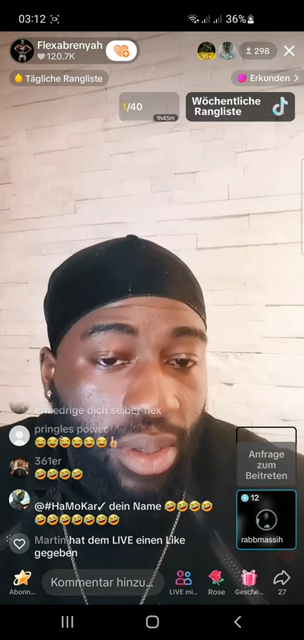 03:12
36%
Flexabrenyah
120.7K
298
Tägliche Rangliste
Erkunden >
1/40
1h45m
Wöchentliche
Rangliste
erniedrige dich selber flex
pringles power
😂😂😂😂😂😂👍
361er
🤣🤣🤣🤣
@#HaMoKar✓ dein Name 🤣🤣🤣🤣
🤣🤣🤣🤣🤣🤣🤣
Martin hat dem LIVE einen Like
gegeben
Anfrage
zum
Beitreten
12
rabbmassih
Abonn...
Kommentar hinzu...
LIVE mi...
Rose
Gesche...
27